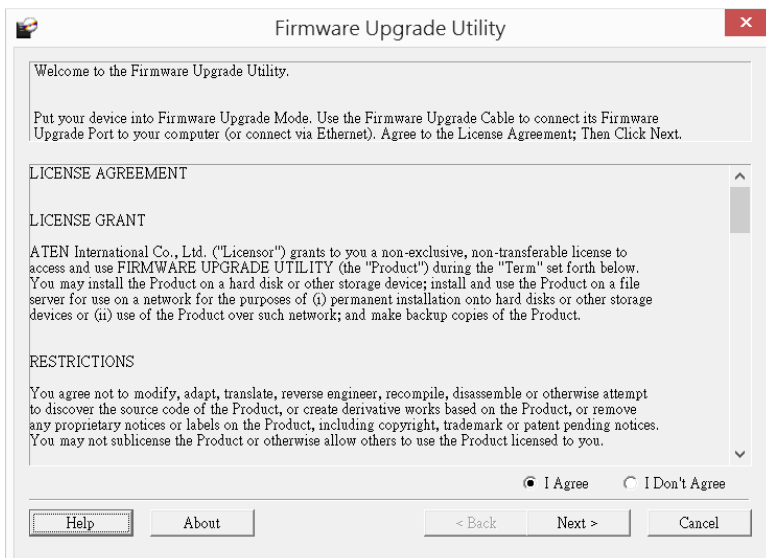 Firmware Upgrade Utility
Welcome to the Firmware Upgrade Utility.
Put your device into Firmware Upgrade Mode. Use the Firmware Upgrade Cable to connect its Firmware
Upgrade Port to your computer (or connect via Ethernet). Agree to the License Agreement; Then Click Next.
LICENSE AGREEMENT
LICENSE GRANT
ATEN International Co., Ltd. ("Licensor") grants to you a non-exclusive, non-transferable license to
access and use FIRMWARE UPGRADE UTILITY (the "Product") during the "Term" set forth below.
You may install the Product on a hard disk or other storage device; install and use the Product on a file
server for use on a network for the purposes of (i) permanent installation onto hard disks or other storage
devices or (ii) use of the Product over such network; and make backup copies of the Product.
RESTRICTIONS
You agree not to modify, adapt, translate, reverse engineer, recompile, disassemble or otherwise attempt
to discover the source code of the Product, or create derivative works based on the Product, or remove
any proprietary notices or labels on the Product, including copyright, trademark or patent pending notices.
You may not sublicense the Product or otherwise allow others to use the Product licensed to you.
I Agree I Don't Agree
Help About < Back Next > Cancel